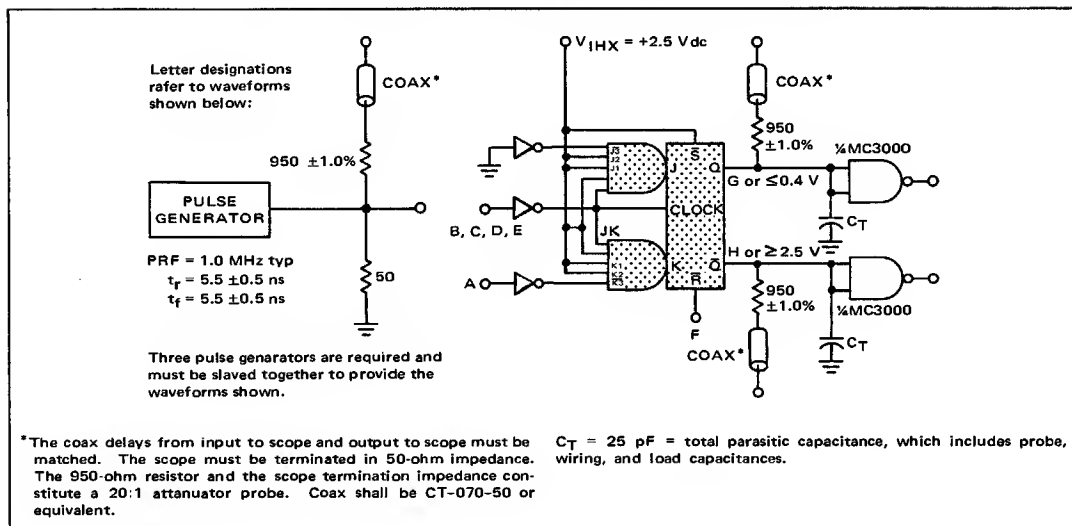 Letter designations
rafer to waveforms
shown below:
COAX*
950 ±1.0%
PULSE
GENERATOR
50
PRF = 1.0 MHz typ
tr = 5.5 ±0.5 ns
tf = 5.5 ±0.5 ns
Three pulse genarators are required and
must be slaved together to provide the
waveforms shown.
VIHX = +2.5 Vdc
COAX*
950
±1.0%
¼MC3000
J3
J2
J1
J
S̅
Q
G or ≤0.4 V
CT
B, C, D, E
CLOCK
JK
K1
K2
K3
K
Q̅
R̅
H or ≥2.5 V
A
F
950
±1.0%
COAX*
¼MC3000
CT
*The coax delays from input to scope and output to scope must be
matched. The scope must be terminated in 50-ohm impedance.
The 950-ohm resistor and the scope termination impedance con-
stitute a 20:1 attanuator probe. Coax shall be CT-070-50 or
equivalent.
CT = 25 pF = total parasitic capacitance, which includes probe,
wiring, and load capacitances.